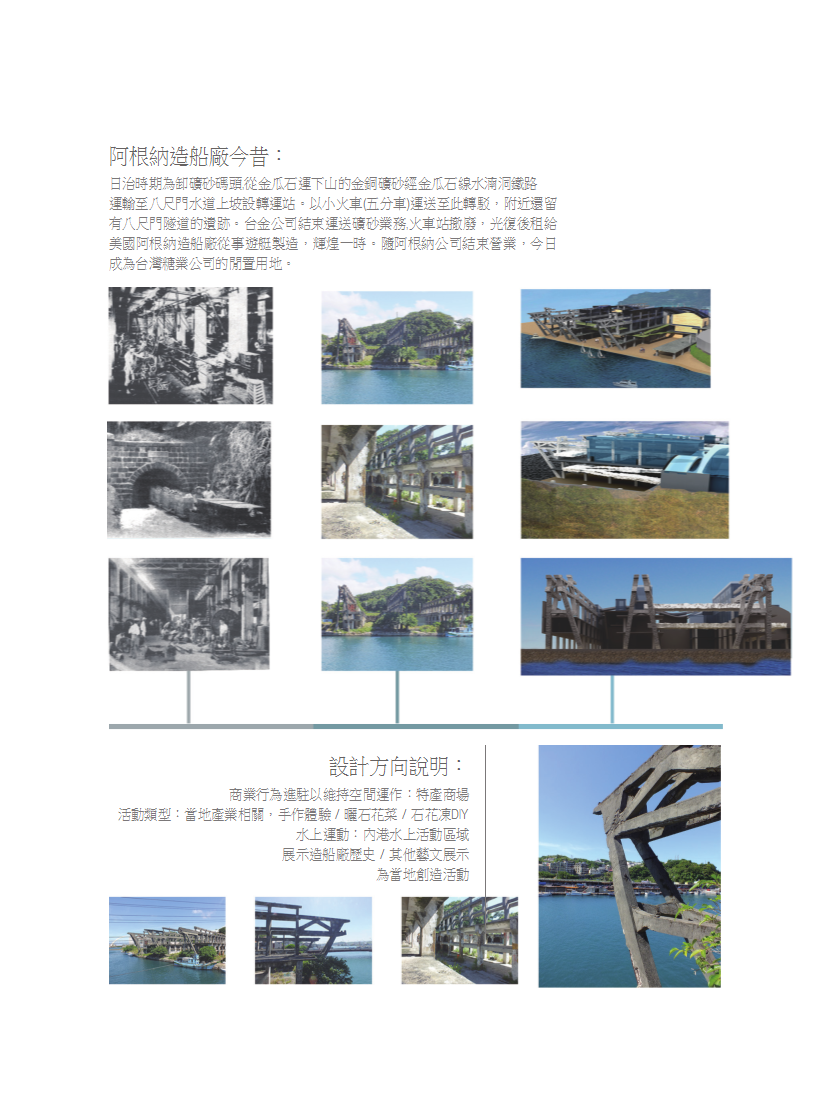 阿根納造船廠今昔：
日治時期為卸礦砂碼頭,從金瓜石運下山的金銅礦砂經金瓜石線水湳洞鐵路
運輸至八尺門水道上坡設轉運站。以小火車(五分車)運送至此轉駁，附近還留
有八尺門隧道的遺跡。台金公司結束運送礦砂業務,火車站撤廢，光復後租給
美國阿根納造船廠從事遊艇製造，輝煌一時。隨阿根納公司結束營業，今日
成為台灣糖業公司的閒置用地。
設計方向說明：
商業行為進駐以維持空間運作：特產商場
活動類型：當地產業相關，手作體驗 / 曬石花菜 / 石花凍DIY
水上運動：內港水上活動區域
展示造船廠歷史 / 其他藝文展示
為當地創造活動